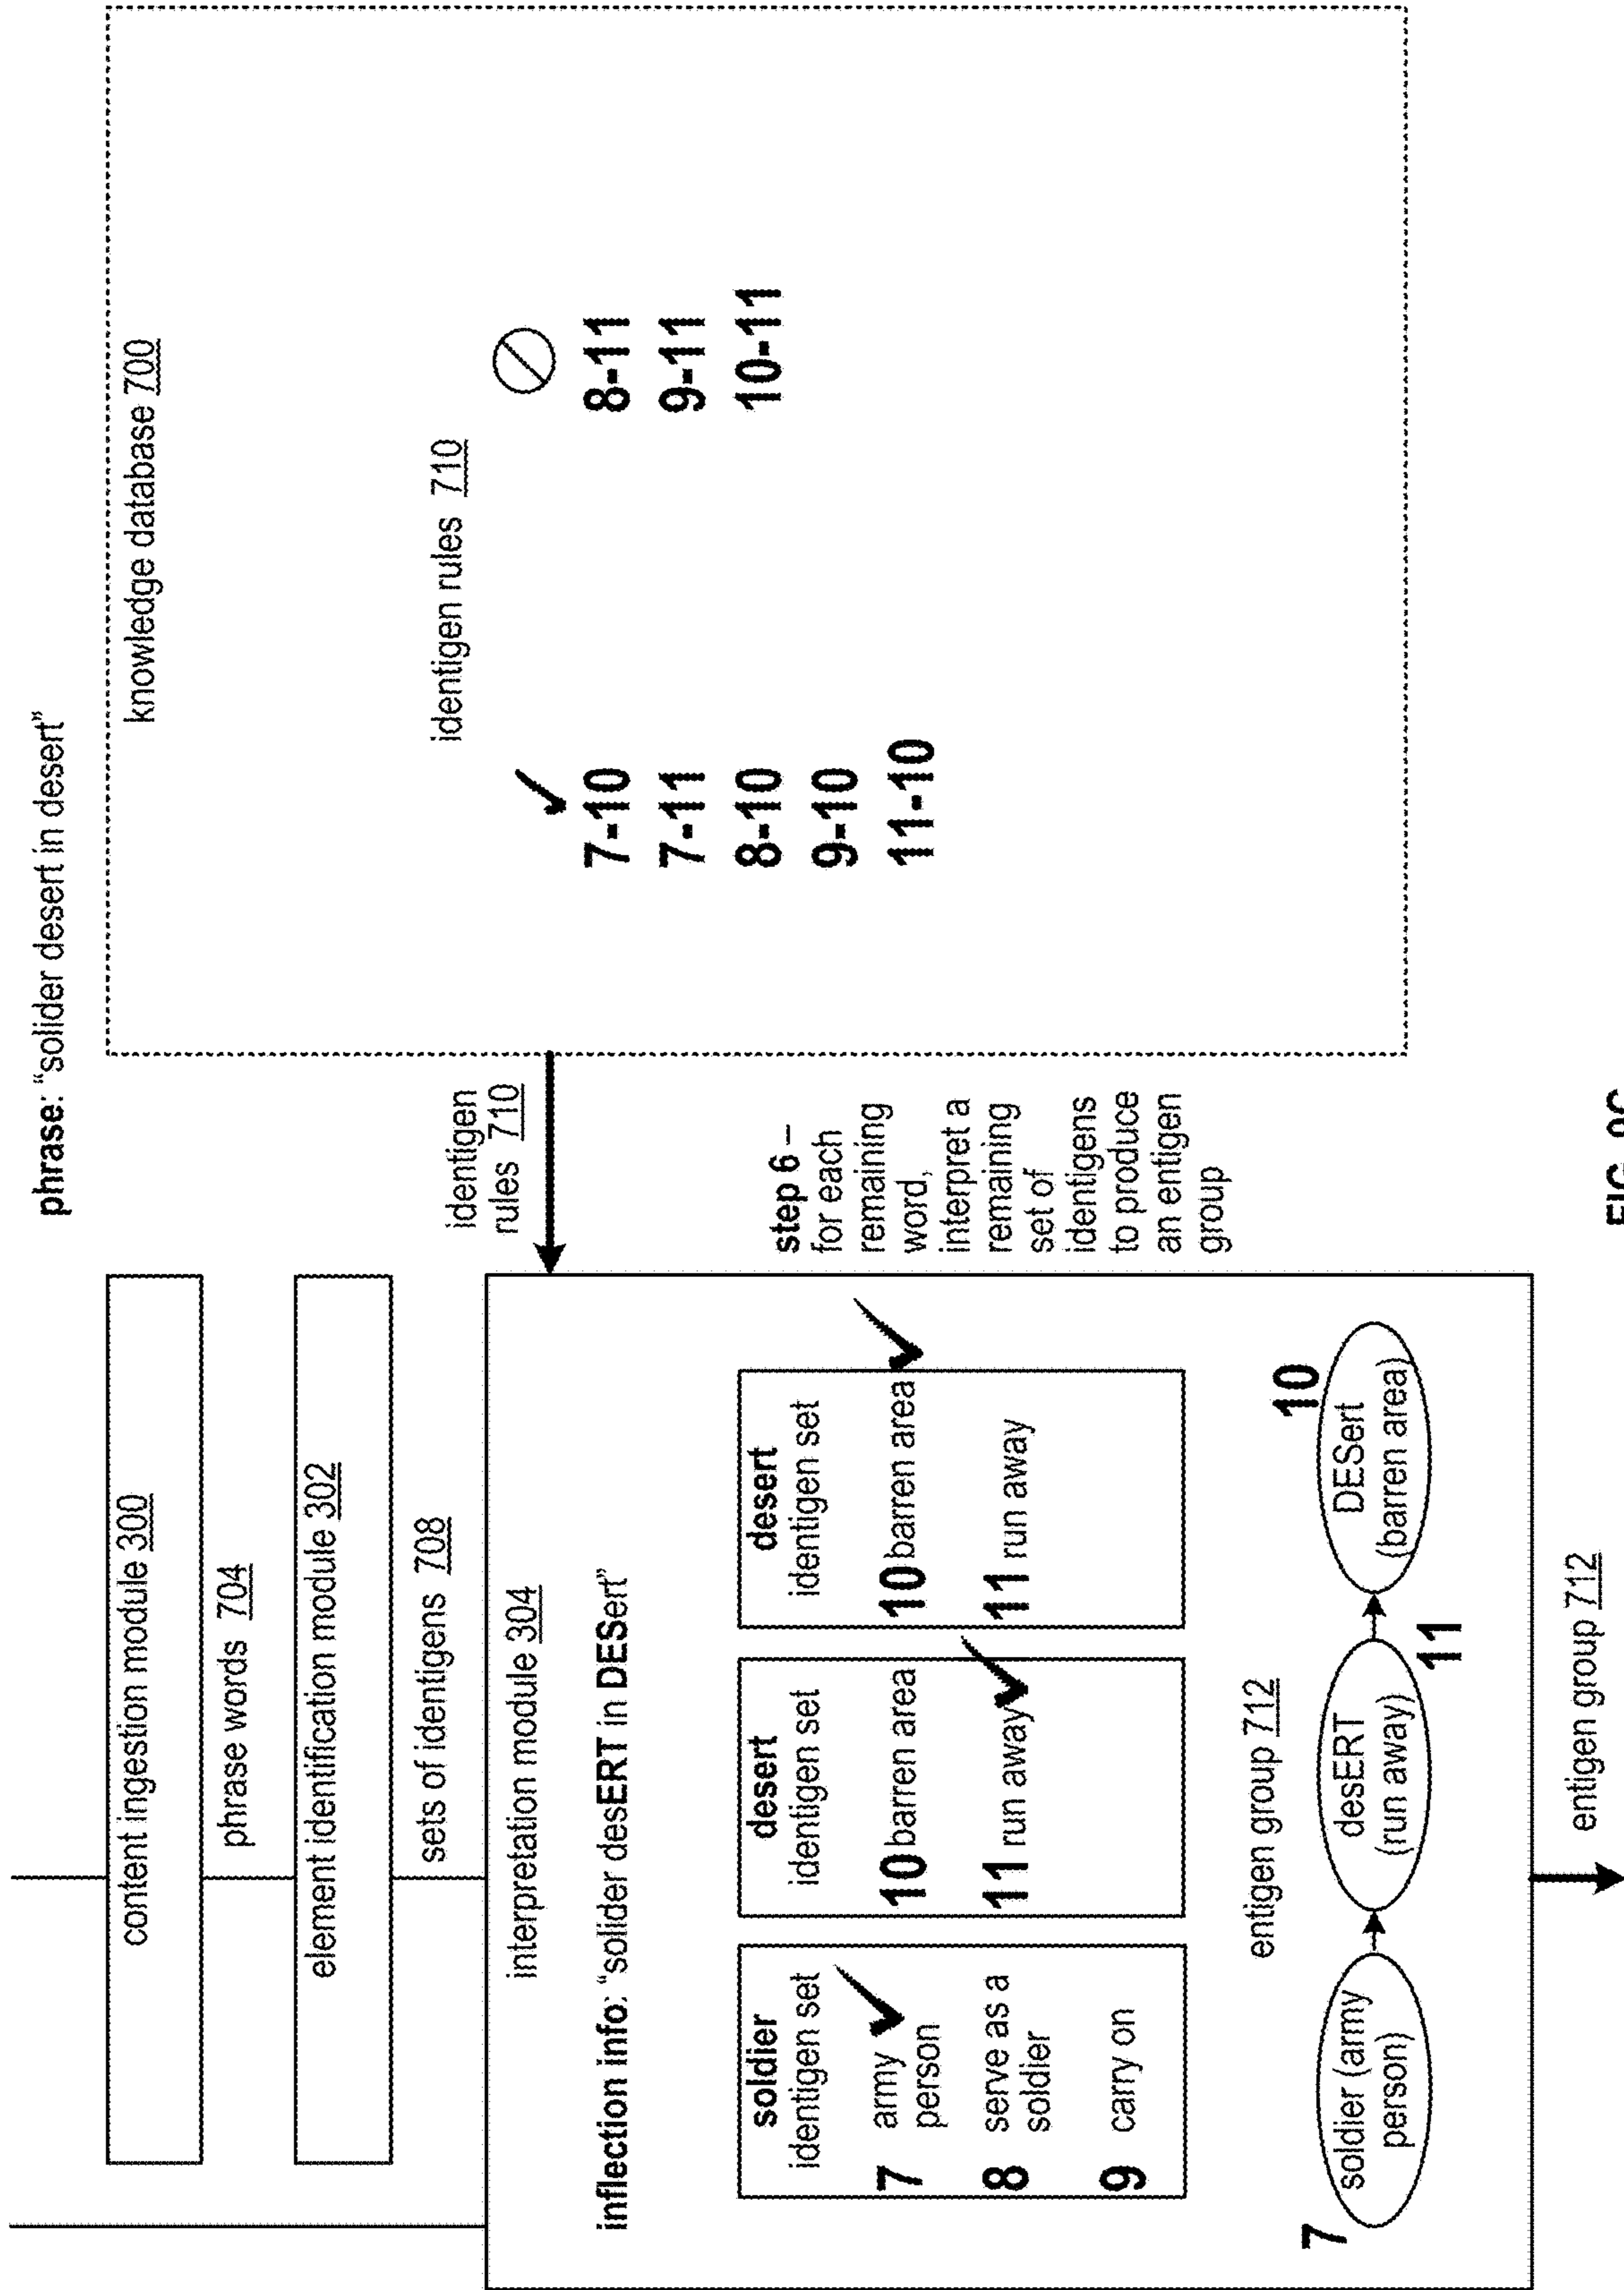 phrase: “solider desert in desert”
content ingestion module 300
phrase words 704
element identification module 302
sets of identigens 708
interpretation module 304
inflection info: “solider desERT in DESert”
soldier
identigen set
7 army
person
8 serve as a
soldier
9 carry on
desert
identigen set
10 barren area
11 run away
desert
identigen set
10 barren area
11 run away
entigen group 712
7
soldier (army
person)
desERT
(run away)
11
10
DESert
(barren area)
entigen group 712
identigen
rules 710
step 6 –
for each
remaining
word,
interpret a
remaining
set of
identigens
to produce
an entigen
group
knowledge database 700
identigen rules 710
7-10
7-11
8-10
9-10
11-10
8-11
9-11
10-11